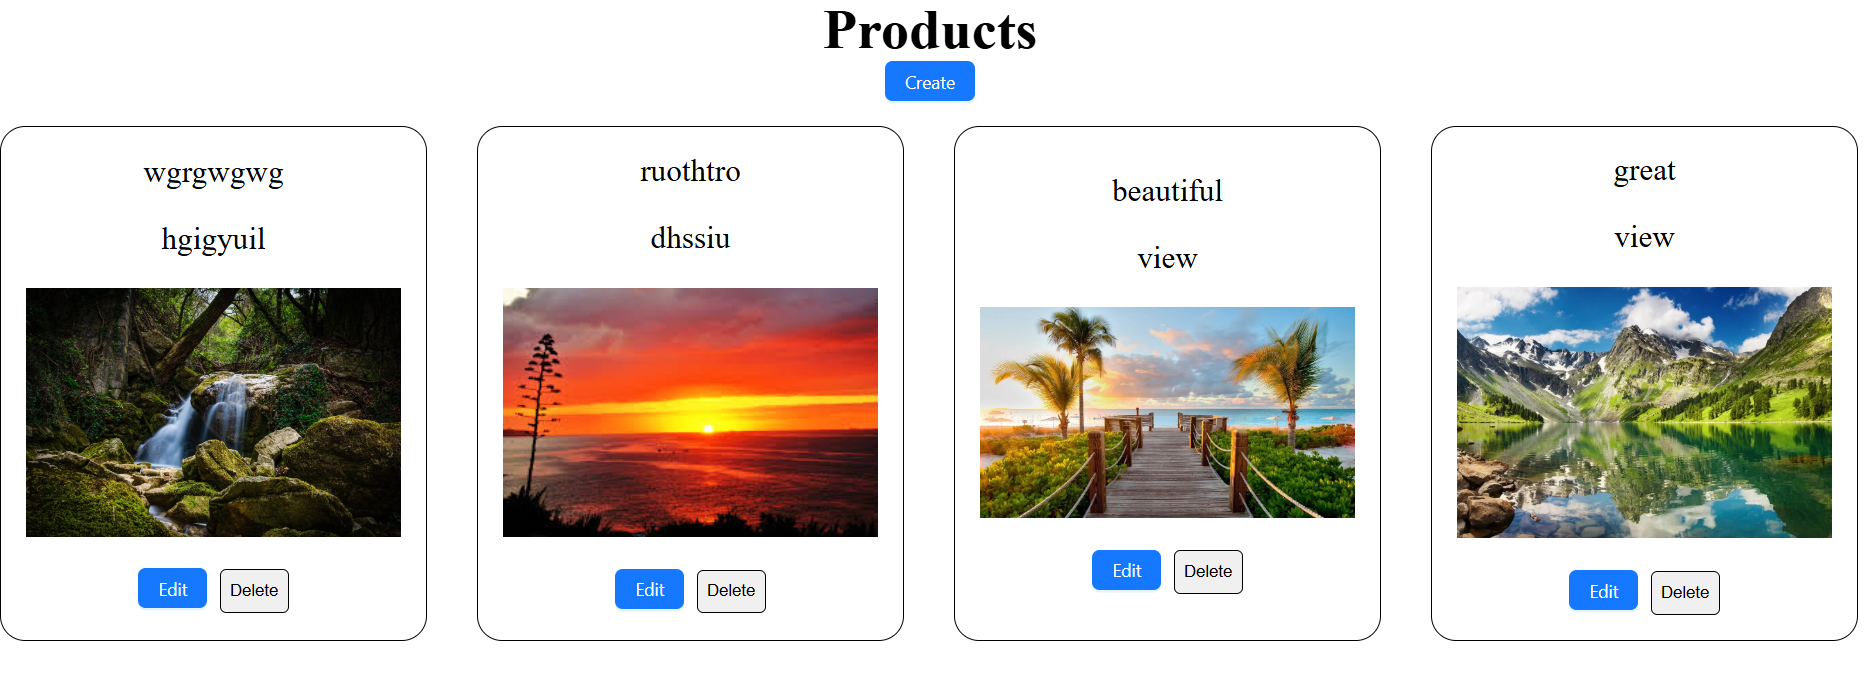 Products
Create
wgrgwgwg
hgigyuil
Edit Delete
ruothtro
dhssiu
Edit Delete
beautiful
view
Edit Delete
great
view
Edit Delete